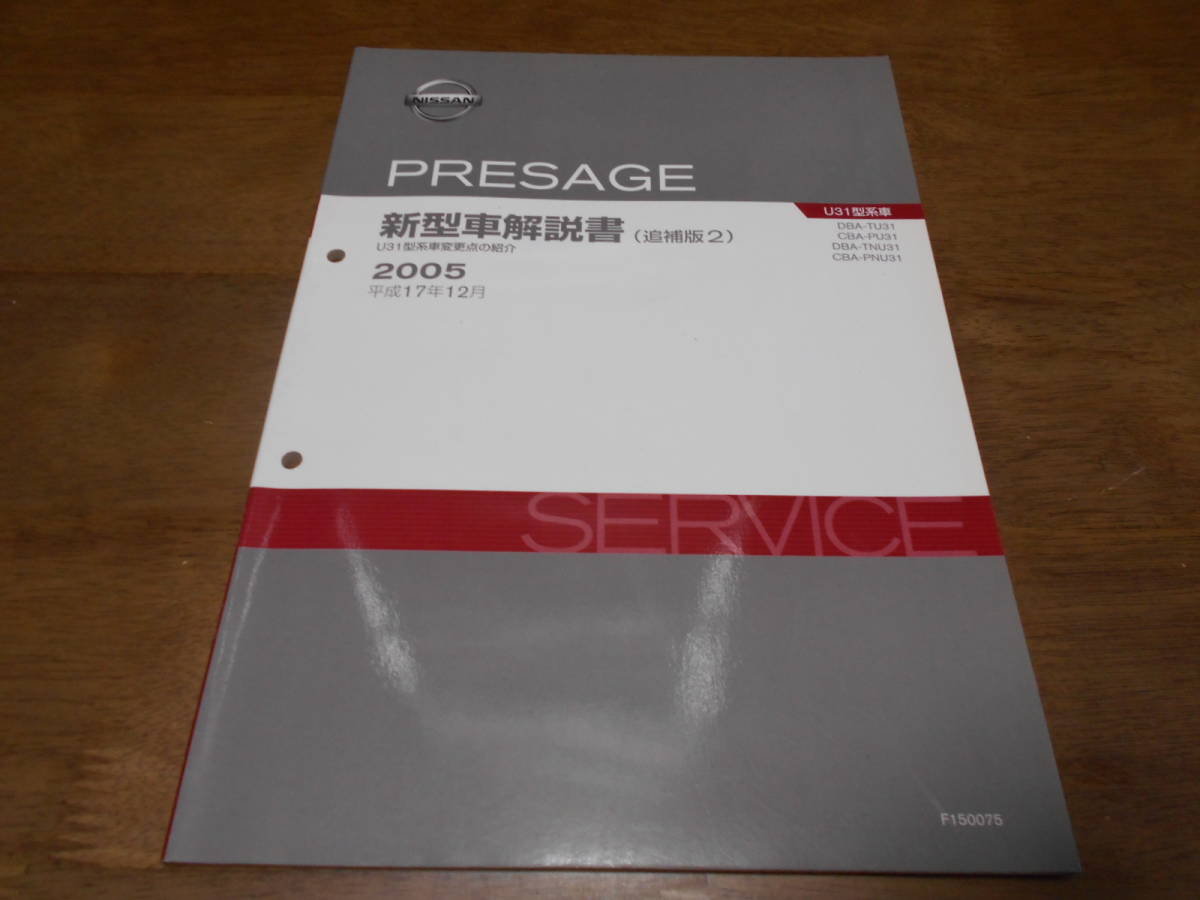 NISSAN
PRESAGE
U31型系車
DBA-TU31
CBA-PU31
DBA-TNU31
CBA-PNU31
新型車解説書(追補版2)
U31型系車変更点の紹介
2005
平成17年12月
SERVICE
F150075